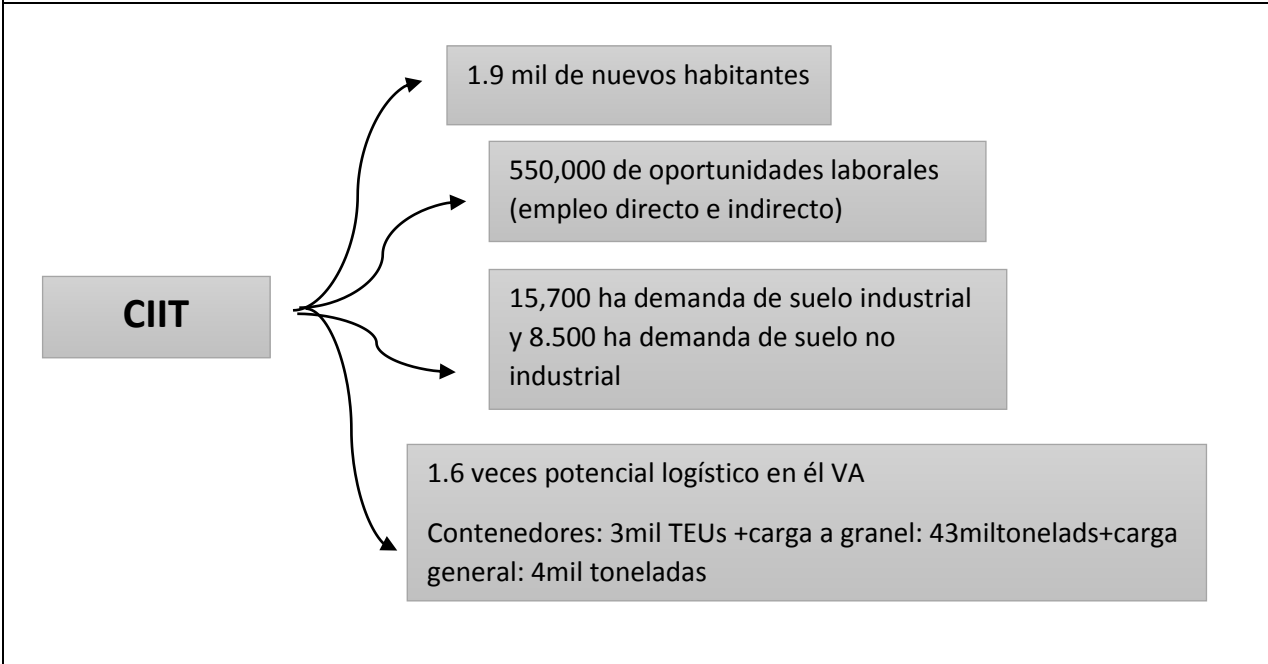 1.9 mil de nuevos habitantes
550,000 de oportunidades laborales
(empleo directo e indirecto)
CIIT
15,700 ha demanda de suelo industrial
y 8.500 ha demanda de suelo no
industrial
1.6 veces potencial logístico en él VA
Contenedores: 3mil TEUs +carga a granel: 43miltonelads+carga
general: 4mil toneladas